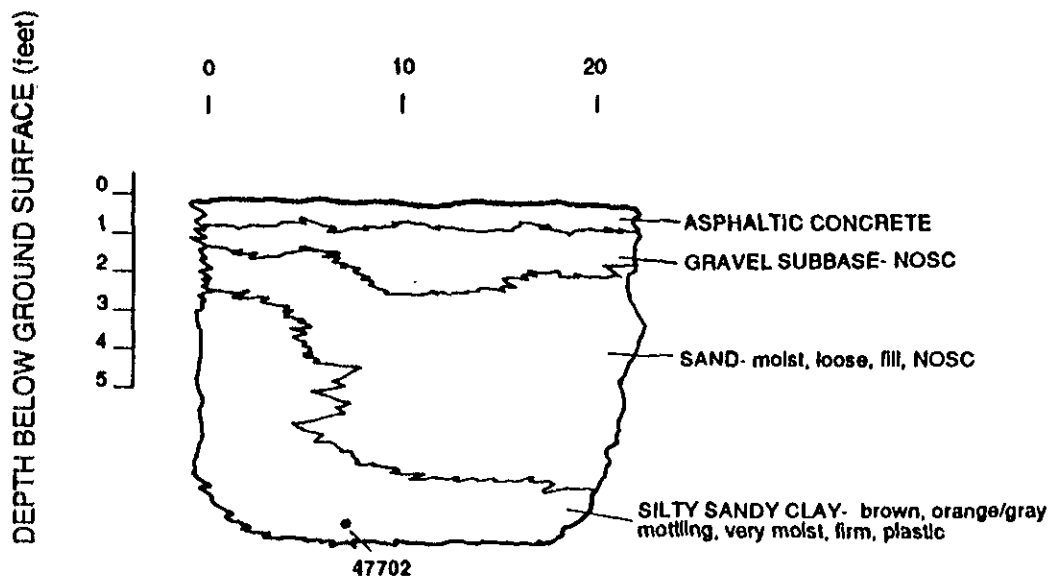 DEPTH BELOW GROUND SURFACE (feet)
0 10 20
0
1
2
3
4
5
ASPHALTIC CONCRETE
GRAVEL SUBBASE- NOSC
SAND- moist, loose, fill, NOSC
SILTY SANDY CLAY- brown, orange/gray
mottling, very moist, firm, plastic
47702